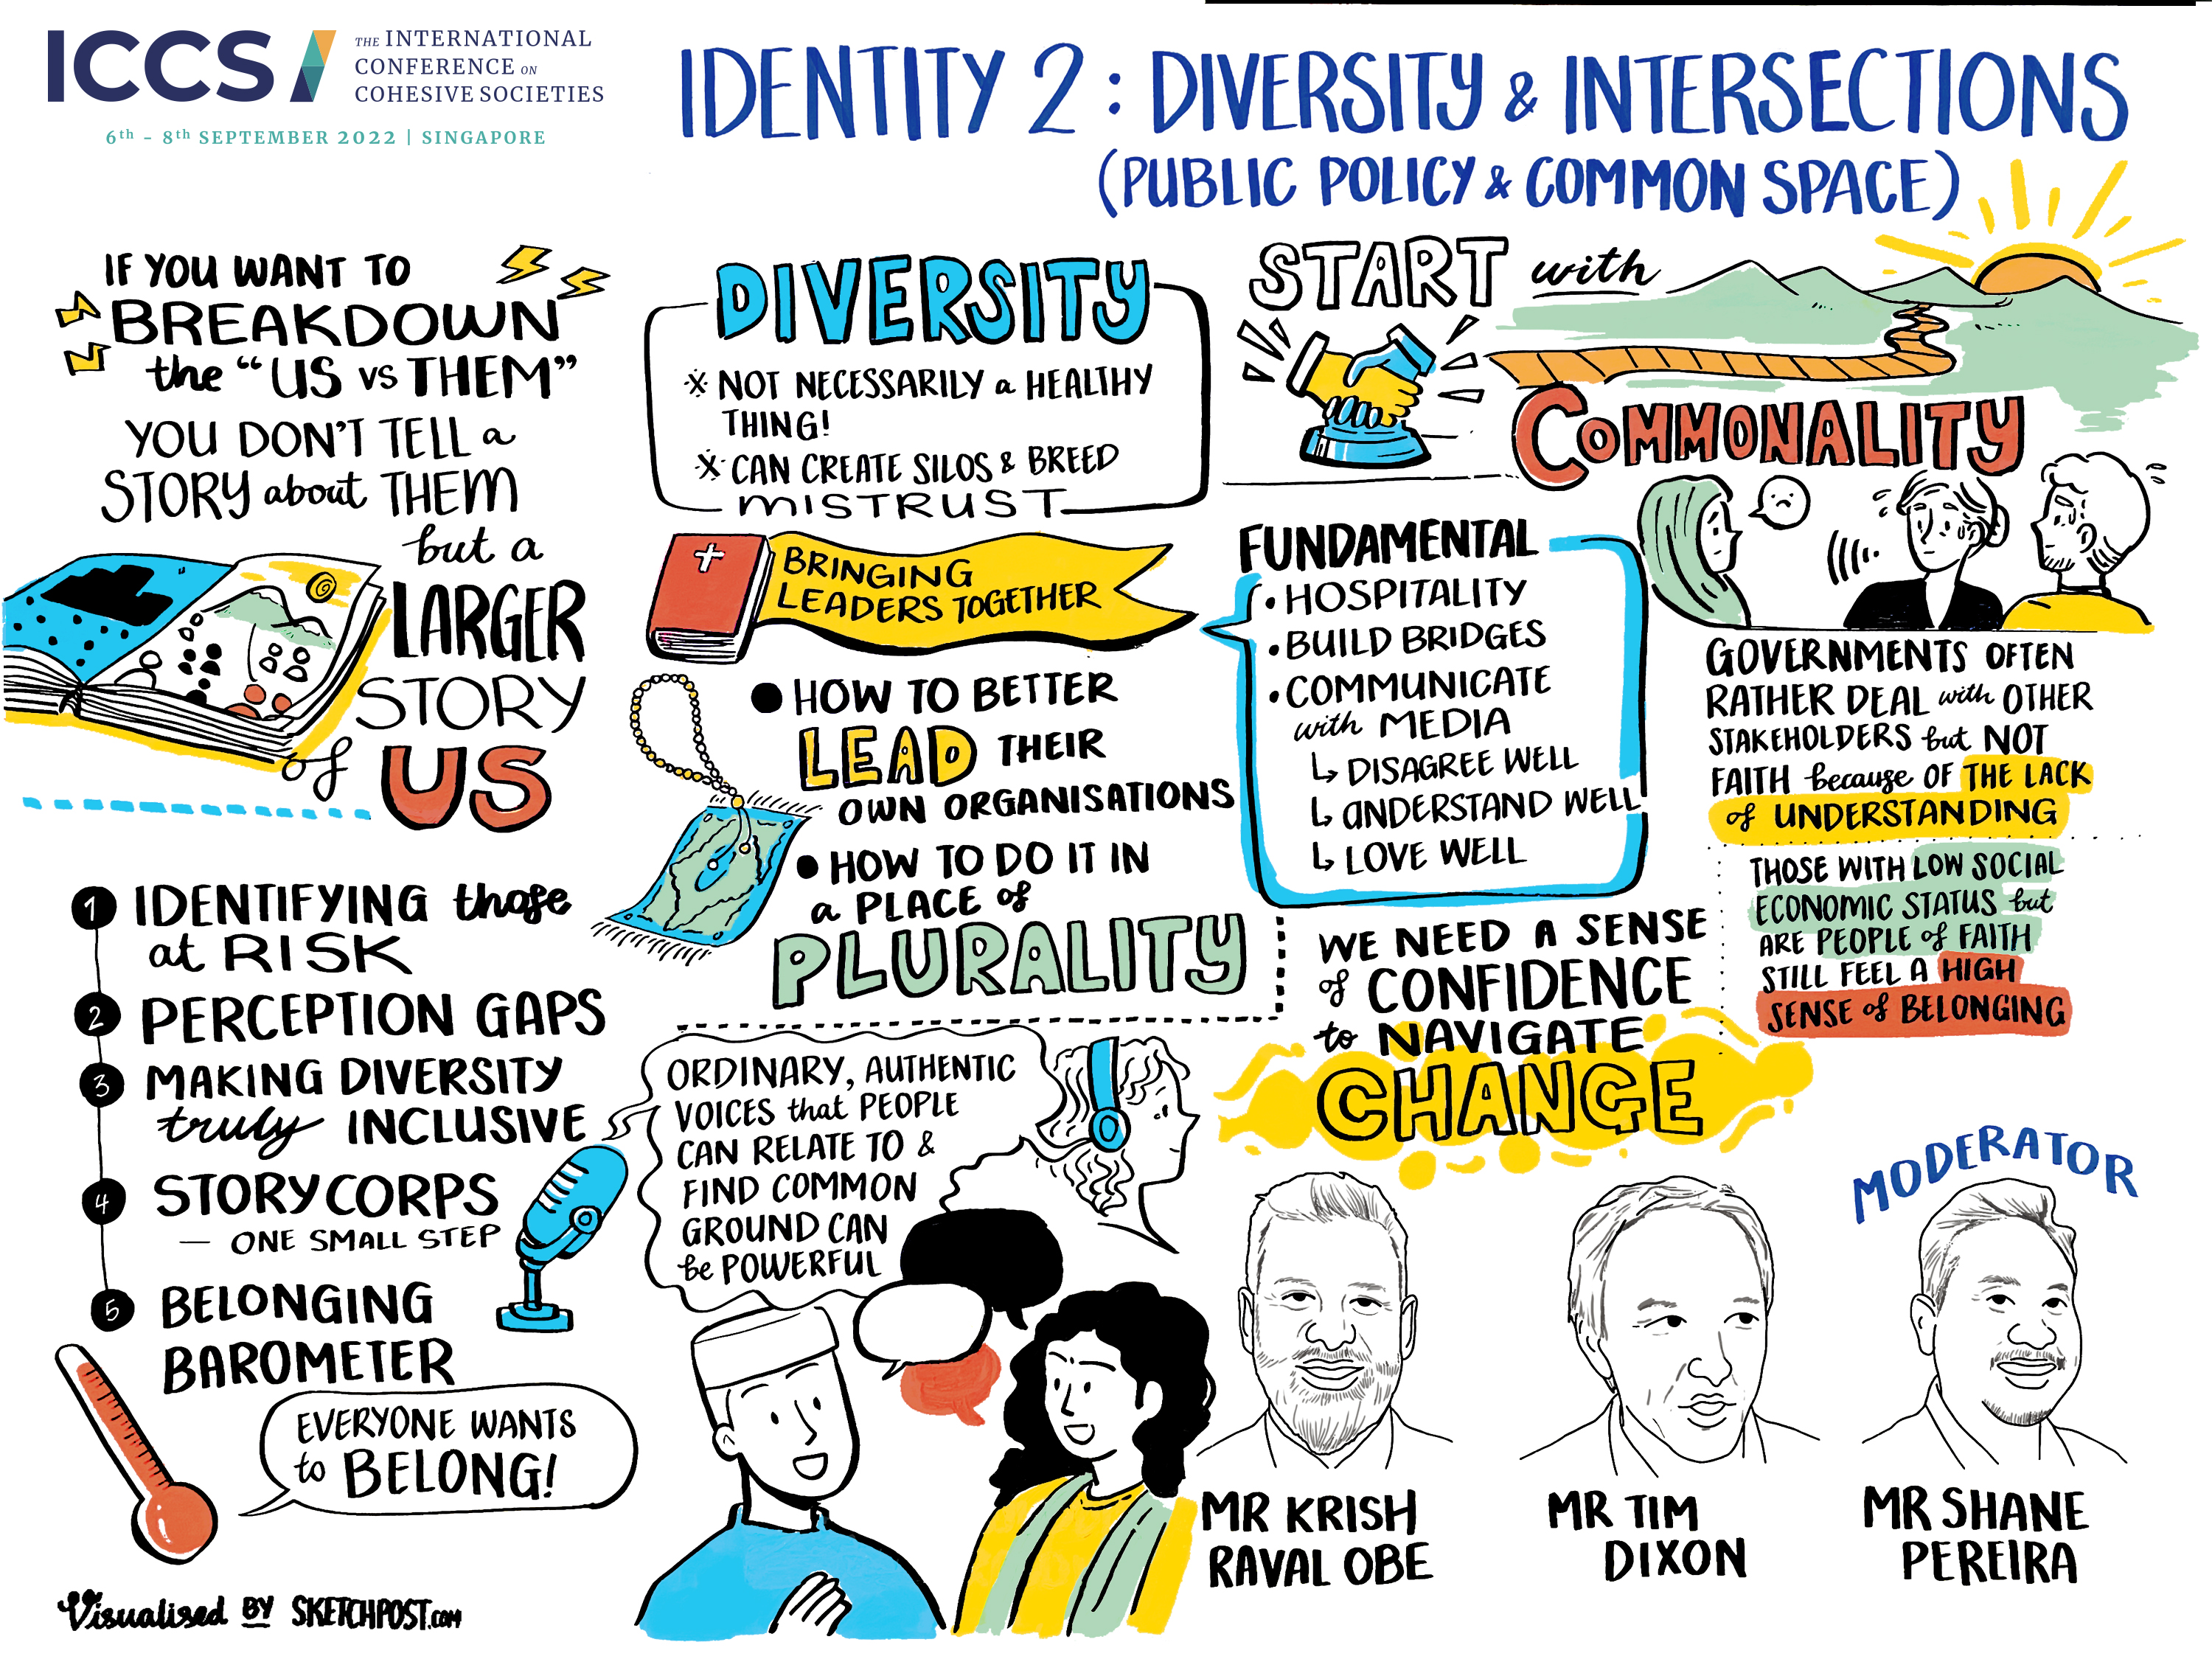 ICCS
THE INTERNATIONAL
CONFERENCE ON
COHESIVE SOCIETIES
6th - 8th SEPTEMBER 2022 | SINGAPORE
IDENTITY 2: DIVERSITY & INTERSECTIONS
(PUBLIC POLICY & COMMON SPACE)
IF YOU WANT TO
BREAKDOWN
the "US VS THEM"
YOU DON'T TELL a
STORY about THEM
but a
LARGER
STORY
of US
1 IDENTIFYING those
at RISK
2 PERCEPTION GAPS
3 MAKING DIVERSITY
truly INCLUSIVE
4 STORYCORPS
— ONE SMALL STEP
5 BELONGING
BAROMETER
EVERYONE WANTS
to BELONG!
Visualised BY SKETCHPOST.COM
DIVERSITY
* NOT NECESSARILY a HEALTHY
THING!
* CAN CREATE SILOS & BREED
MISTRUST
BRINGING
LEADERS TOGETHER
• HOW TO BETTER
LEAD THEIR
OWN ORGANISATIONS
• HOW TO DO IT IN
a PLACE of
PLURALITY
ORDINARY, AUTHENTIC
VOICES that PEOPLE
CAN RELATE TO &
FIND COMMON
GROUND CAN
be POWERFUL
START with
COMMONALITY
FUNDAMENTAL
• HOSPITALITY
• BUILD BRIDGES
• COMMUNICATE
with MEDIA
↳ DISAGREE WELL
↳ UNDERSTAND WELL
↳ LOVE WELL
GOVERNMENTS OFTEN
RATHER DEAL with OTHER
STAKEHOLDERS but NOT
FAITH because OF THE LACK
of UNDERSTANDING
THOSE WITH LOW SOCIAL
ECONOMIC STATUS but
ARE PEOPLE of FAITH
STILL FEEL A HIGH
SENSE of BELONGING
WE NEED A SENSE
of CONFIDENCE
to NAVIGATE
CHANGE
MODERATOR
MR KRISH
RAVAL OBE
MR TIM
DIXON
MR SHANE
PEREIRA